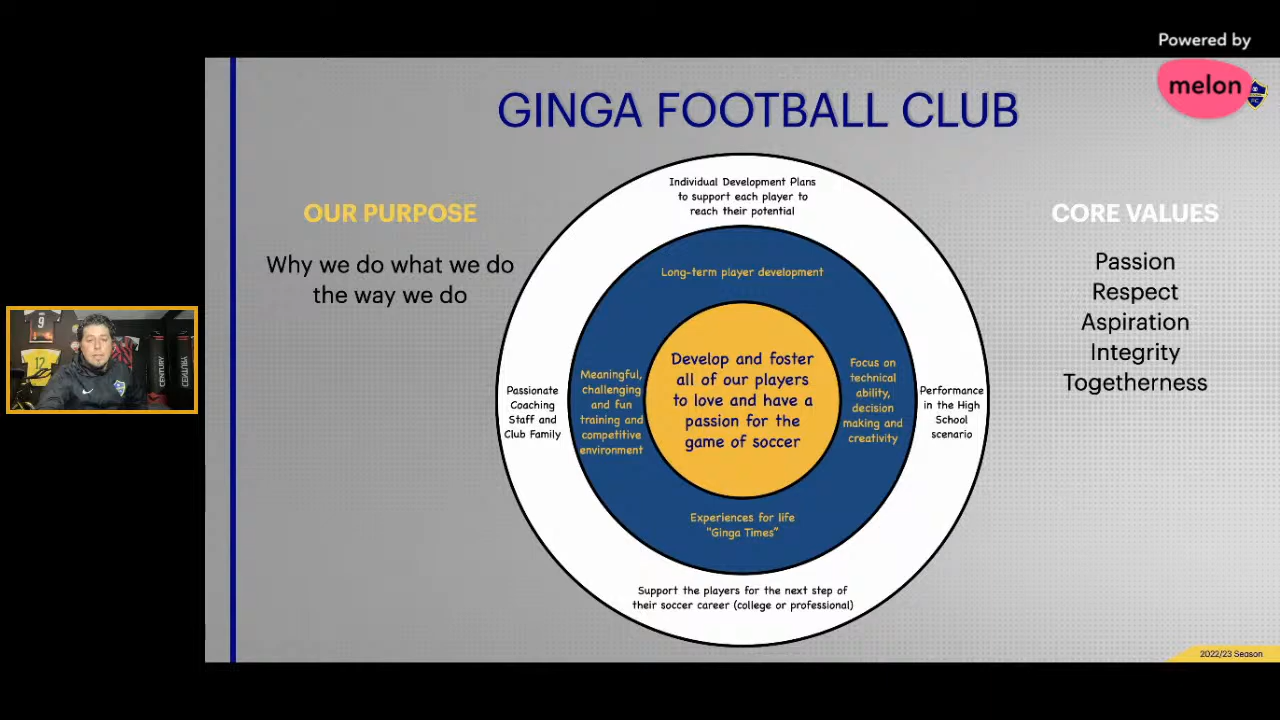 Powered by
melon
GINGA FOOTBALL CLUB
OUR PURPOSE
Why we do what we do
the way we do
Individual Development Plans
to support each player to
reach their potential
Long-term player development
Meaningful,
challenging
and fun
training and
competitive
environment
Develop and foster
all of our players
to love and have a
passion for the
game of soccer
Focus on
technical
ability,
decision
making and
creativity
Passionate
Coaching
Staff and
Club Family
Performance
in the High
School
scenario
Experiences for life
"Ginga Times"
Support the players for the next step of
their soccer career (college or professional)
CORE VALUES
Passion
Respect
Aspiration
Integrity
Togetherness
9
12
CENTURY
CENTURY
FC
2022/23 Season